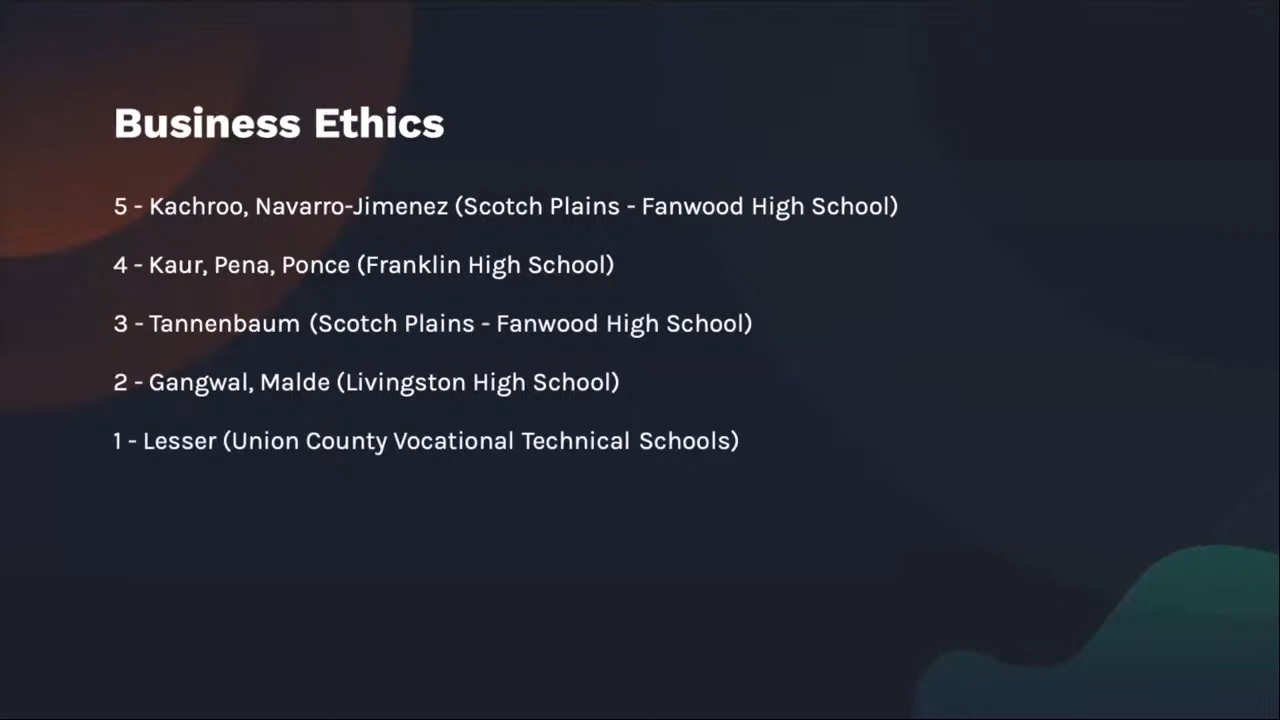 Business Ethics
5 - Kachroo, Navarro-Jimenez (Scotch Plains - Fanwood High School)
4 - Kaur, Pena, Ponce (Franklin High School)
3 - Tannenbaum (Scotch Plains - Fanwood High School)
2 - Gangwal, Malde (Livingston High School)
1 - Lesser (Union County Vocational Technical Schools)